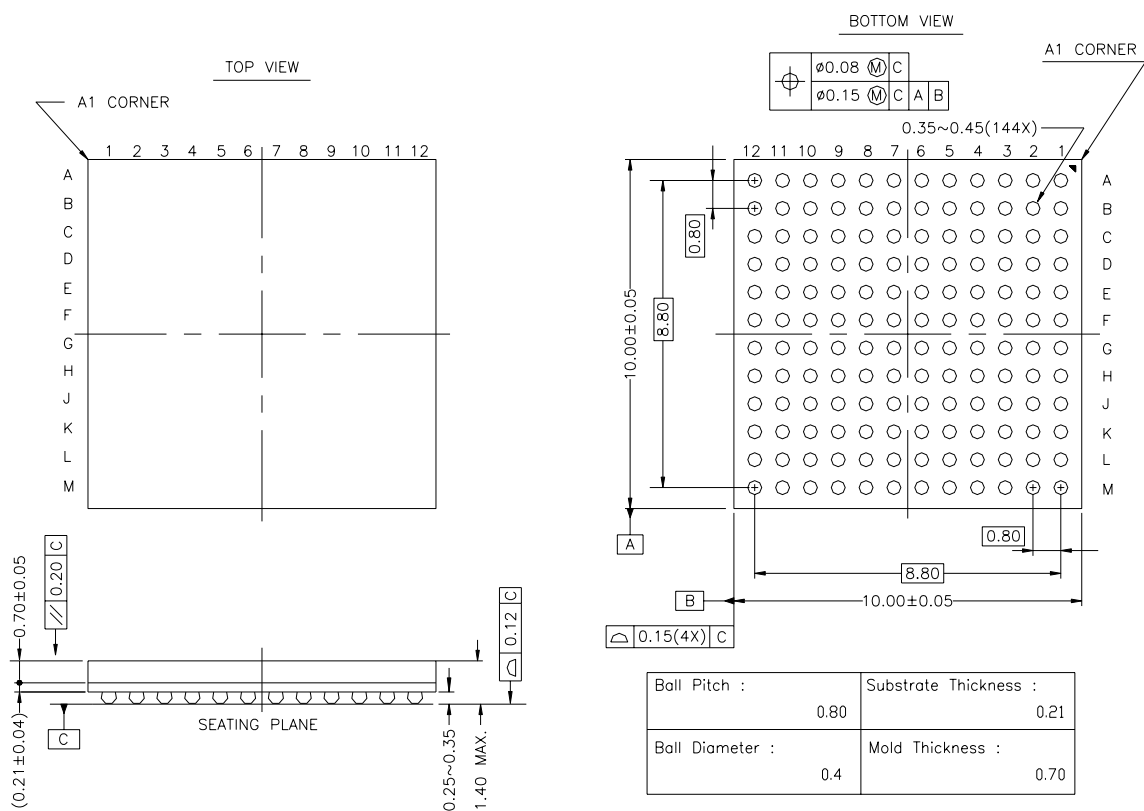 TOP VIEW
A1 CORNER
1 2 3 4 5 6 7 8 9 10 11 12
A
B
C
D
E
F
G
H
J
K
L
M
BOTTOM VIEW
A1 CORNER
⌀0.08 Ⓜ C
⌀0.15 Ⓜ C A B
0.35~0.45(144X)
12 11 10 9 8 7 6 5 4 3 2 1
A
B
C
D
E
F
G
H
J
K
L
M
0.80
8.80
10.00±0.05
A
0.80
8.80
B
10.00±0.05
0.15(4X) C
0.70±0.05
// 0.20 C
(0.21±0.04)
C
SEATING PLANE
0.25~0.35
1.40 MAX.
0.12 C
Ball Pitch :
0.80
Substrate Thickness :
0.21
Ball Diameter :
0.4
Mold Thickness :
0.70